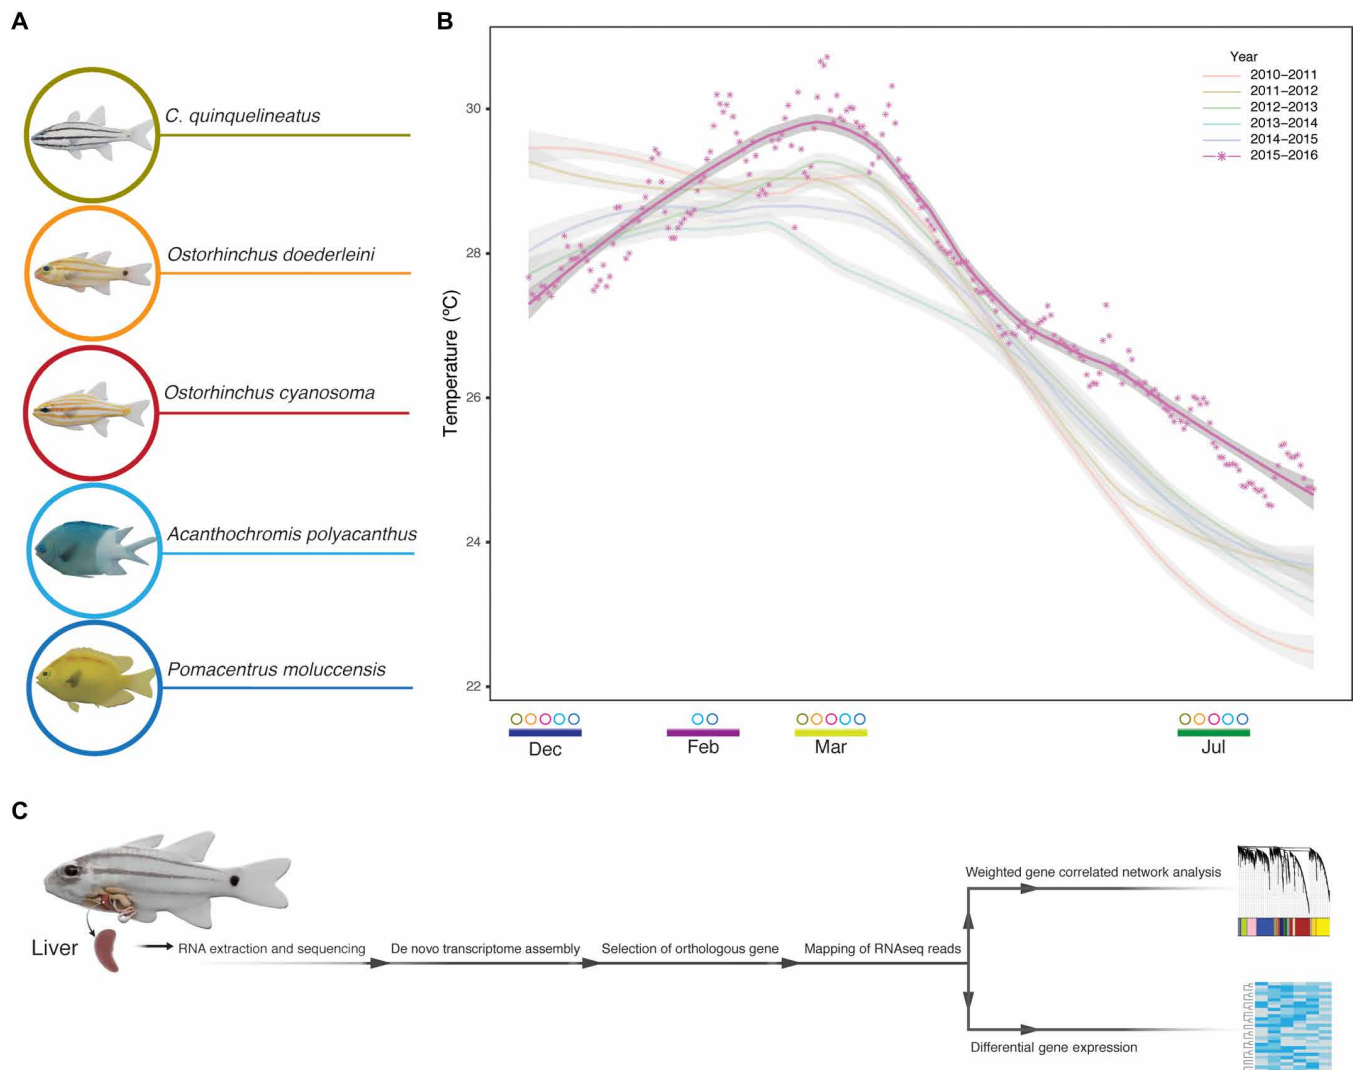 A
C. quinquelineatus
Ostorhinchus doederleini
Ostorhinchus cyanosoma
Acanthochromis polyacanthus
Pomacentrus moluccensis
B
Temperature (ºC)
30
28
26
24
22
Year
2010–2011
2011–2012
2012–2013
2013–2014
2014–2015
2015–2016
Dec
Feb
Mar
Jul
C
Liver
RNA extraction and sequencing
De novo transcriptome assembly
Selection of orthologous gene
Mapping of RNAseq reads
Weighted gene correlated network analysis
Differential gene expression